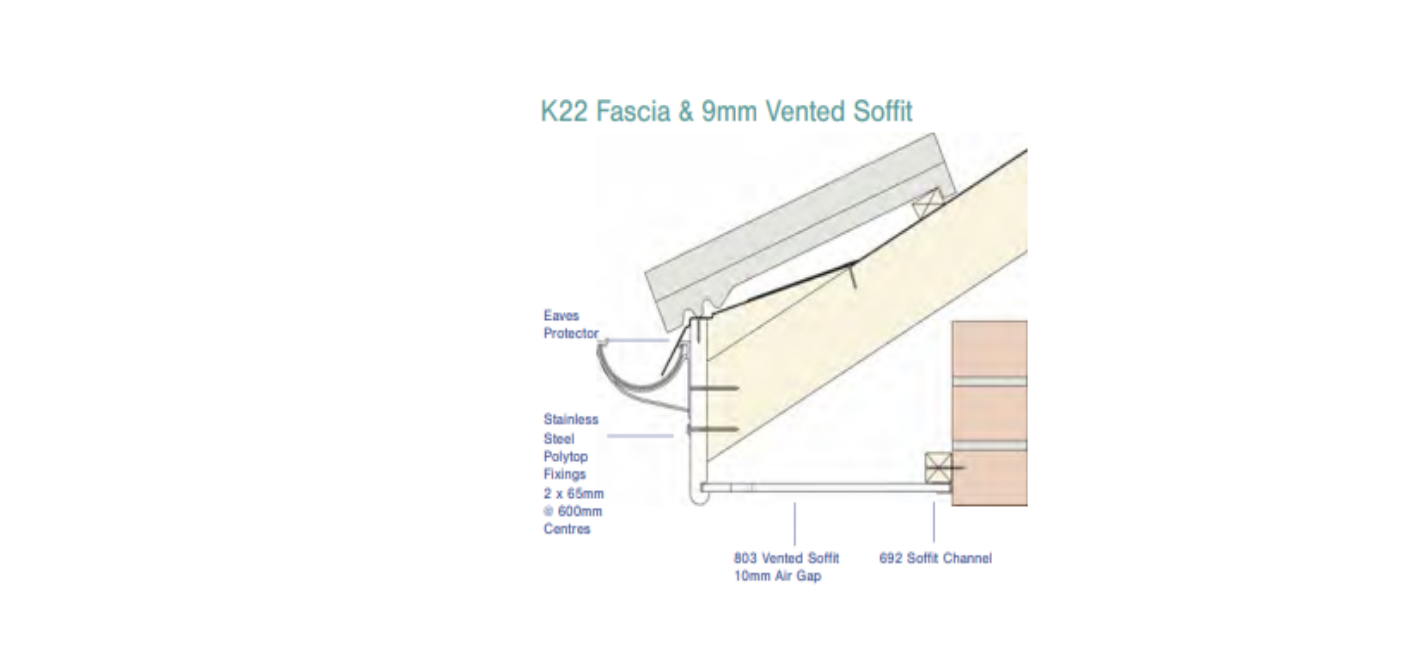 K22 Fascia & 9mm Vented Soffit
Eaves
Protector
Stainless
Steel
Polytop
Fixings
2 x 65mm
@ 600mm
Centres
803 Vented Soffit
10mm Air Gap
692 Soffit Channel